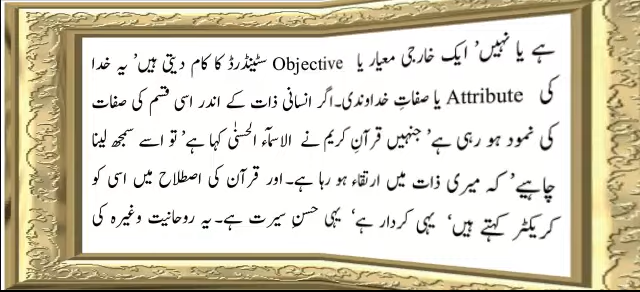 ہے یا نہیں’ ایک خارجی معیار یا Objective سٹینڈرڈ کا کام دیتی ہیں’ یہ خدا
کی Attribute یا صفاتِ خداوندی۔اگر انسانی ذات کے اندر اسی قسم کی صفات
کی نمود ہو رہی ہے’ جنہیں قرآنِ کریم نے الاسمآء الحسنٰی کہا ہے’ تو اسے سمجھ لینا
چاہیے’ کہ میری ذات میں ارتقاء ہو رہا ہے۔اور قرآن کی اصطلاح میں اسی کو
کریکٹر کہتے ہیں‘ یہی کردار ہے‘ یہی حسنِ سیرت ہے۔یہ روحانیت وغیرہ کی